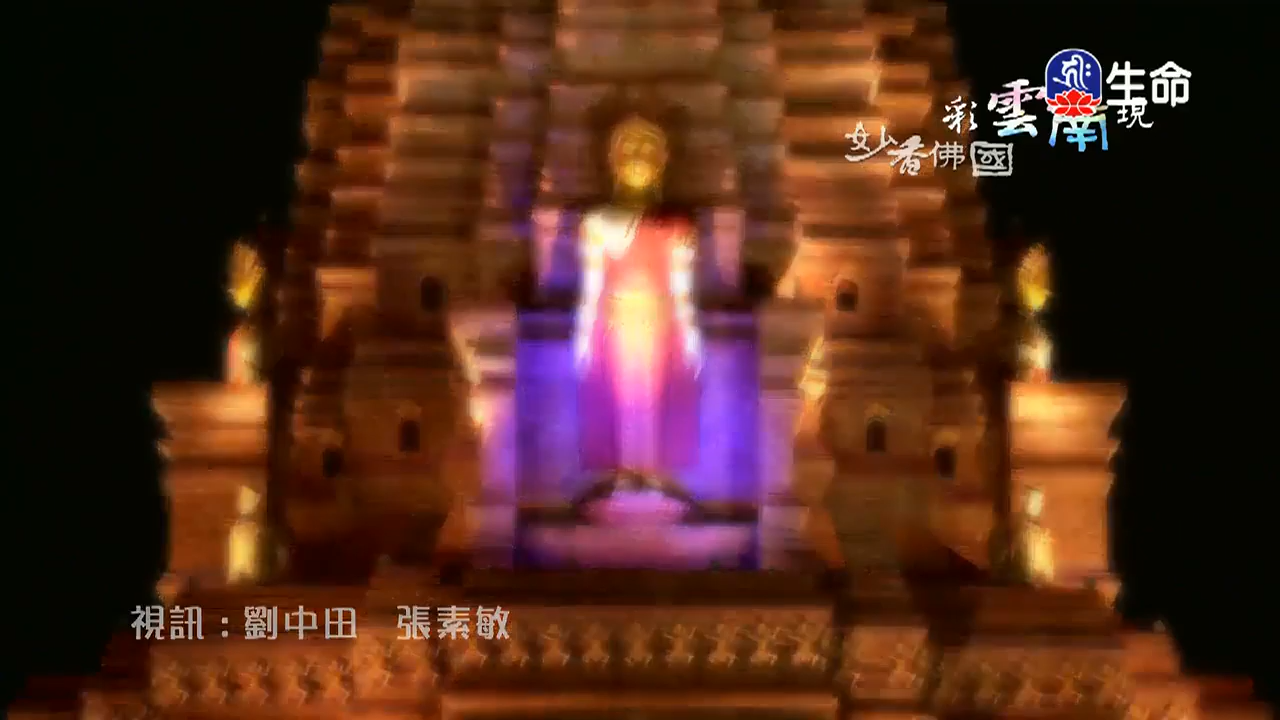 生命
彩雲南現
妙香佛國
視訊：劉中田　張素敏